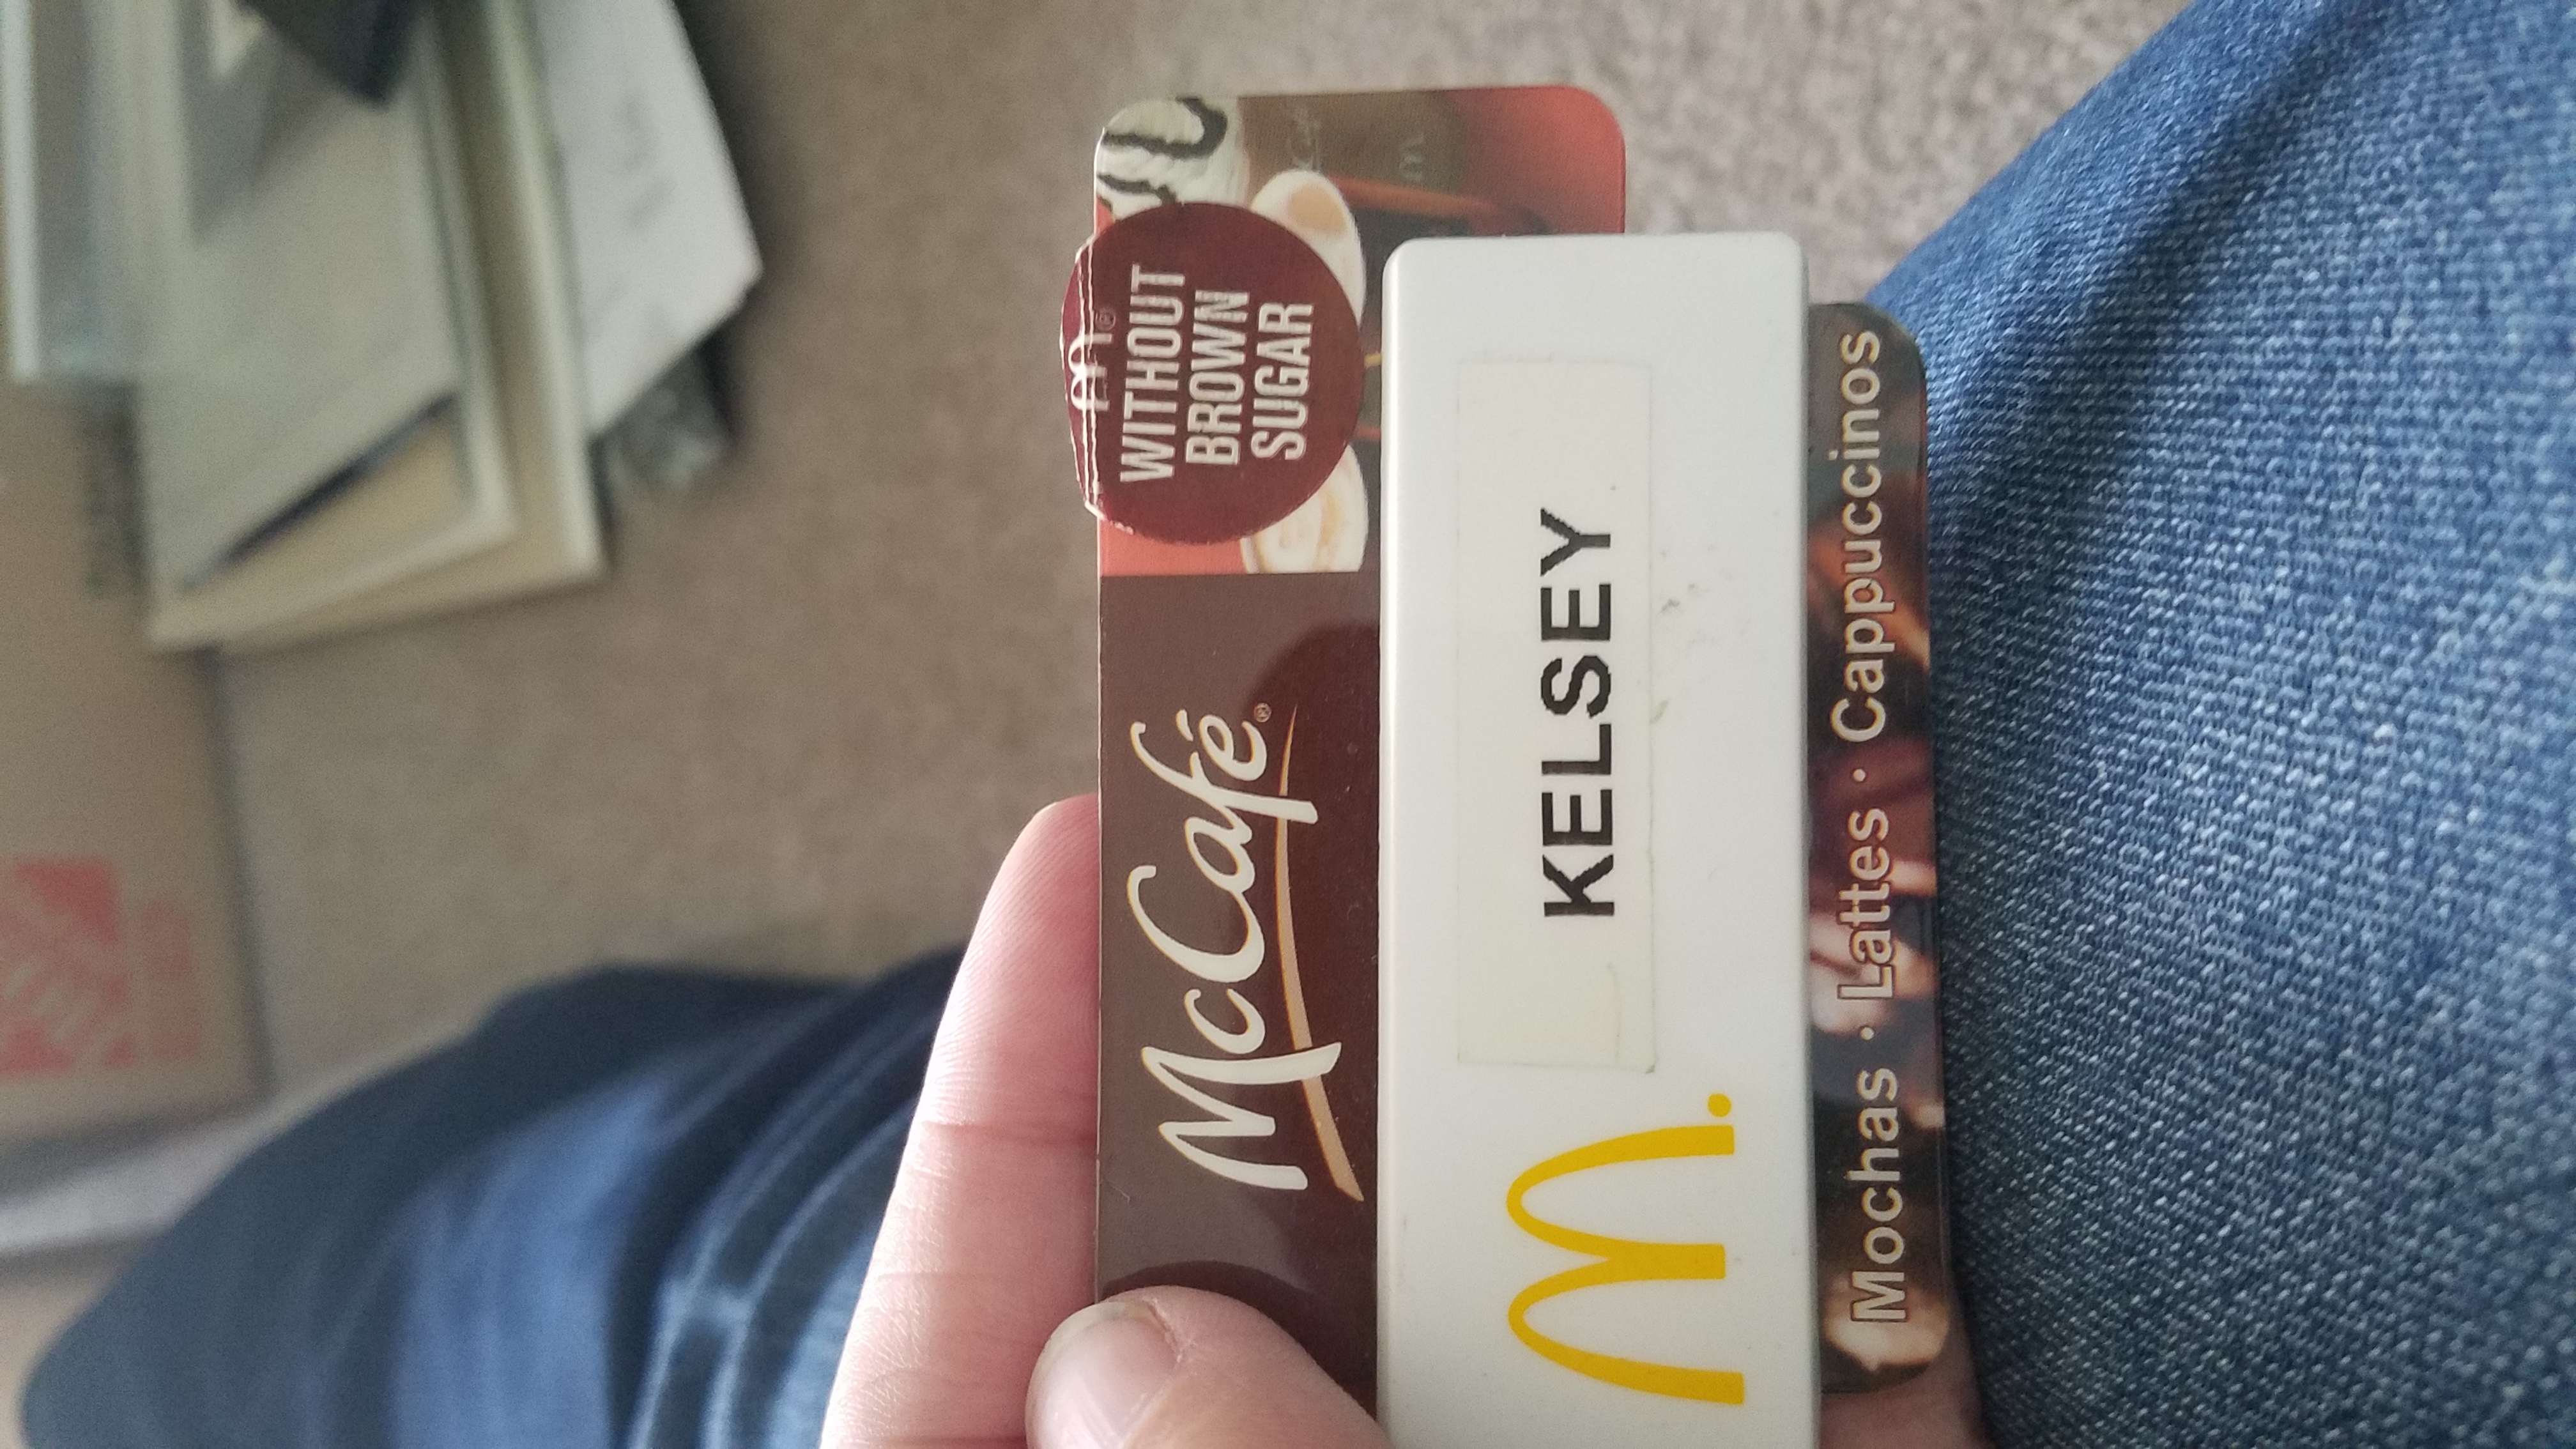 m®
WITHOUT
BROWN
SUGAR
McCafé®
KELSEY
Mochas · Lattes · Cappuccinos